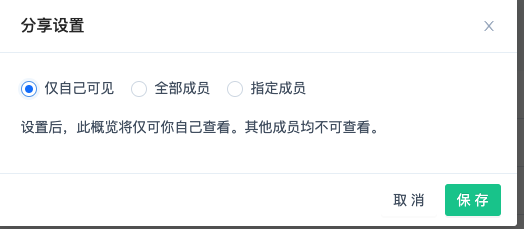 分享设置
仅自己可见 全部成员 指定成员
设置后，此概览将仅可你自己查看。其他成员均不可查看。
取 消 保 存